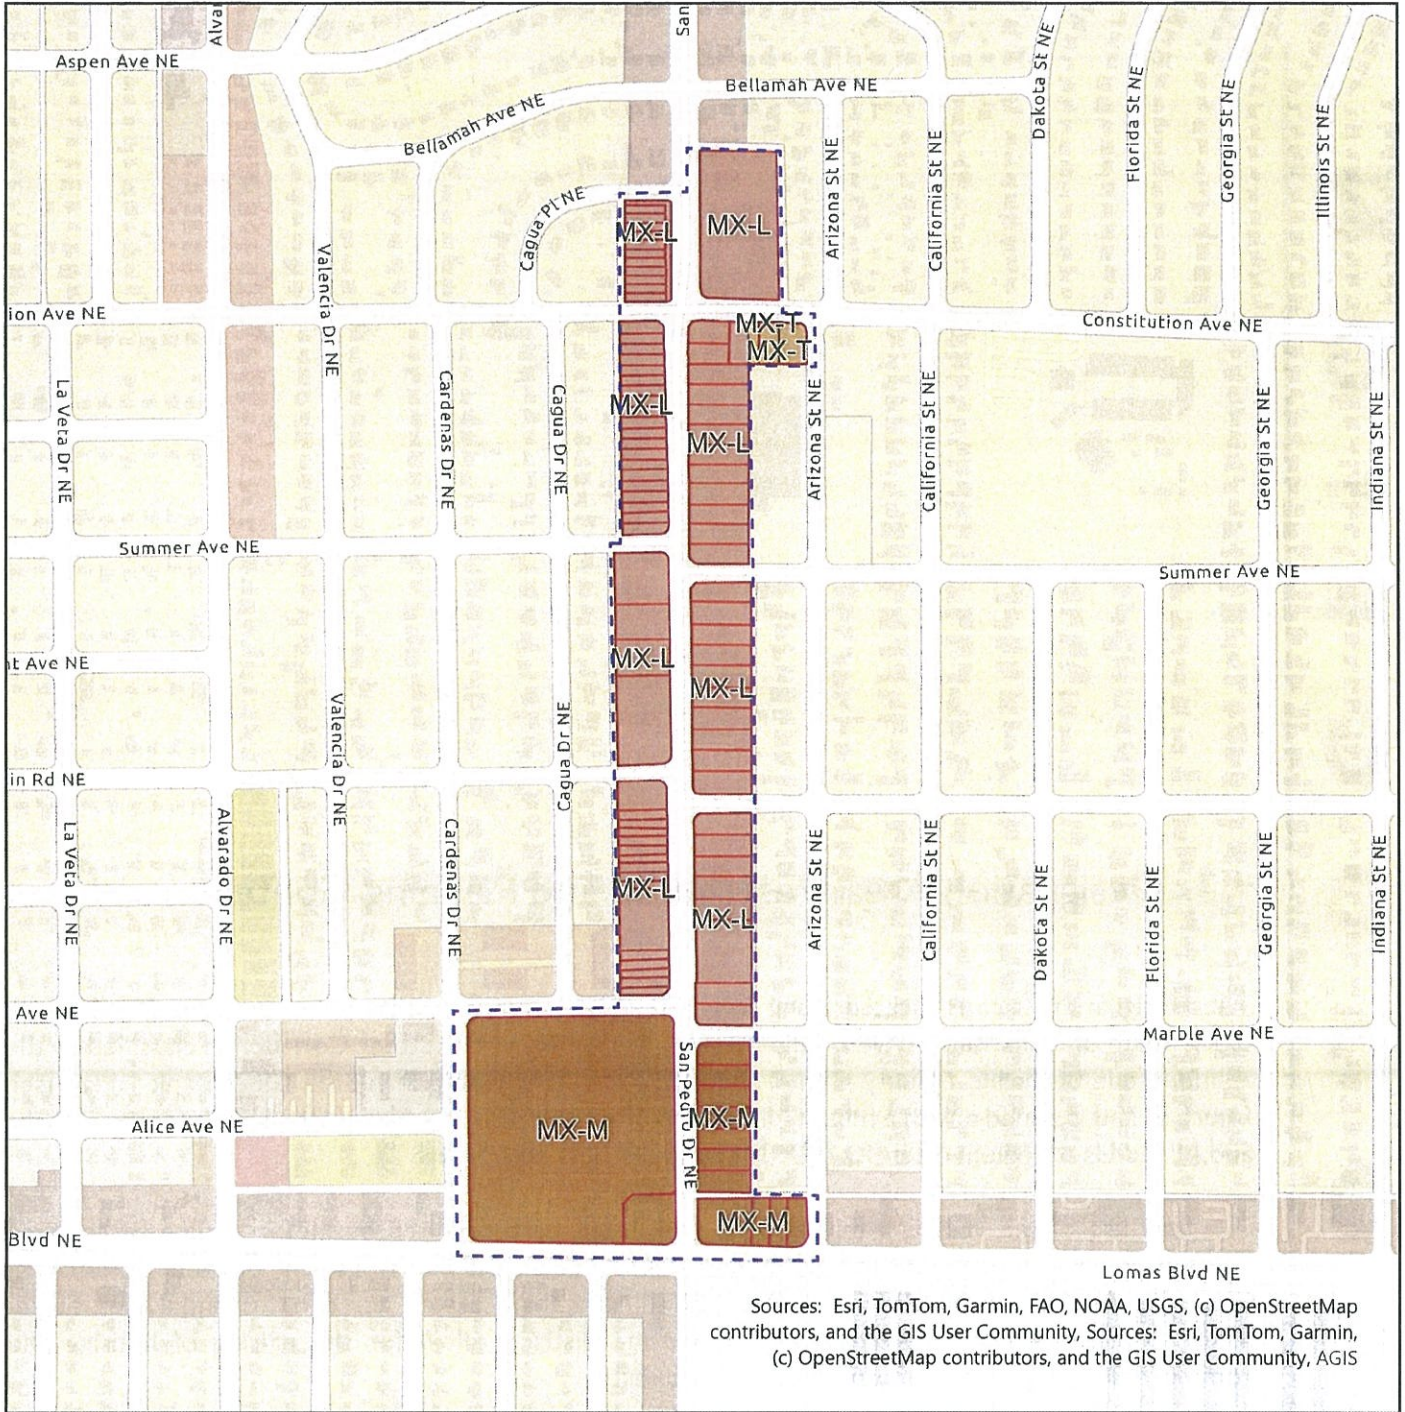 Alva
San
Aspen Ave NE
Bellamah Ave NE
Bellamah Ave NE
Dakota St NE
Florida St NE
Georgia St NE
Illinois St NE
Arizona St NE
California St NE
Cagua Pl NE
MX-L
MX-L
Valencia Dr NE
ion Ave NE
MX-T
MX-T
Constitution Ave NE
La Veta Dr NE
Cardenas Dr NE
Cagua Dr NE
MX-L
MX-L
Arizona St NE
California St NE
Georgia St NE
Indiana St NE
Summer Ave NE
Summer Ave NE
nt Ave NE
MX-L
MX-L
Valencia Dr NE
Cagua Dr NE
in Rd NE
La Veta Dr NE
Alvarado Dr NE
Cardenas Dr NE
MX-L
MX-L
Arizona St NE
California St NE
Dakota St NE
Florida St NE
Georgia St NE
Indiana St NE
Ave NE
Marble Ave NE
San Pedro Dr NE
Alice Ave NE
MX-M
MX-M
MX-M
Blvd NE
Lomas Blvd NE
Sources: Esri, TomTom, Garmin, FAO, NOAA, USGS, (c) OpenStreetMap
contributors, and the GIS User Community, Sources: Esri, TomTom, Garmin,
(c) OpenStreetMap contributors, and the GIS User Community, AGIS